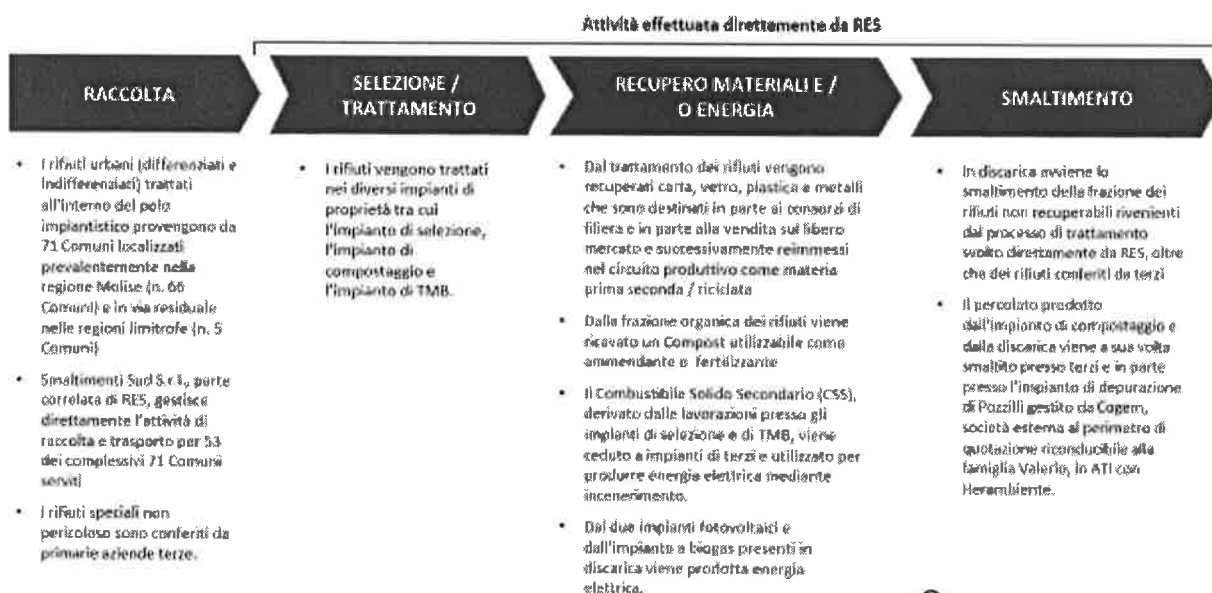 Attività effettuata direttamente da RES
RACCOLTA
• I rifiuti urbani (differenziati e
indifferenziati) trattati
all'interno del polo
impiantistico provengono da
71 Comuni localizzati
prevalentemente nella
regione Molise (n. 66
Comuni) e in via residuale
nelle regioni limitrofe (n. 5
Comuni)
• Smaltimenti Sud S.r.l., parte
correlata di RES, gestisce
direttamente l'attività di
raccolta e trasporto per 53
dei complessivi 71 Comuni
serviti
• I rifiuti speciali non
pericoloso sono conferiti da
primarie aziende terze.
SELEZIONE /
TRATTAMENTO
• I rifiuti vengono trattati
nei diversi impianti di
proprietà tra cui
l'impianto di selezione,
l'impianto di
compostaggio e
l'impianto di TMB.
RECUPERO MATERIALI E /
O ENERGIA
• Dal trattamento dei rifiuti vengono
recuperati carta, vetro, plastica e metalli
che sono destinati in parte ai consorzi di
filiera e in parte alla vendita sul libero
mercato e successivamente reimmessi
nel circuito produttivo come materia
prima seconda / riciclata
• Dalla frazione organica dei rifiuti viene
ricavato un Compost utilizzabile come
ammendante o fertilizzante
• Il Combustibile Solido Secondario (CSS),
derivato dalle lavorazioni presso gli
impianti di selezione e di TMB, viene
ceduto a impianti di terzi e utilizzato per
produrre energia elettrica mediante
incenerimento.
• Dai due impianti fotovoltaici e
dall'impianto a biogas presenti in
discarica viene prodotta energia
elettrica.
SMALTIMENTO
• In discarica avviene lo
smaltimento della frazione dei
rifiuti non recuperabili rivenienti
dal processo di trattamento
svolto direttamente da RES, oltre
che dei rifiuti conferiti da terzi
• Il percolato prodotto
dall'impianto di compostaggio e
dalla discarica viene a sua volta
smaltito presso terzi e in parte
presso l'impianto di depurazione
di Pozzilli gestito da Cogem,
società esterna al perimetro di
quotazione riconducibile alla
famiglia Valerio, in ATI con
Herambiente.